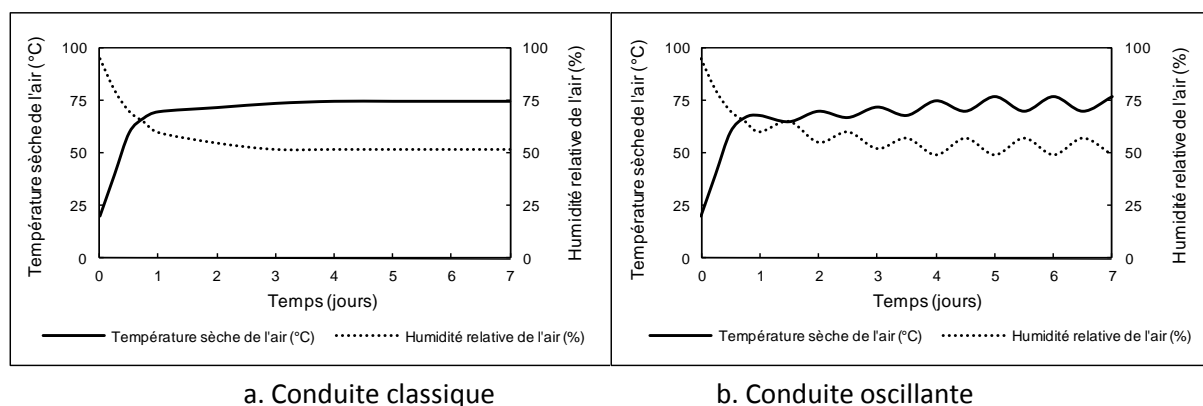 Température sèche de l'air (°C)
100
75
50
25
0
0 1 2 3 4 5 6 7
Temps (jours)
100
75
50
25
0
Humidité relative de l'air (%)
Température sèche de l'air (°C) Humidité relative de l'air (%)
a. Conduite classique
Température sèche de l'air (°C)
100
75
50
25
0
0 1 2 3 4 5 6 7
Temps (jours)
100
75
50
25
0
Humidité relative de l'air (%)
Température sèche de l'air (°C) Humidité relative de l'air (%)
b. Conduite oscillante